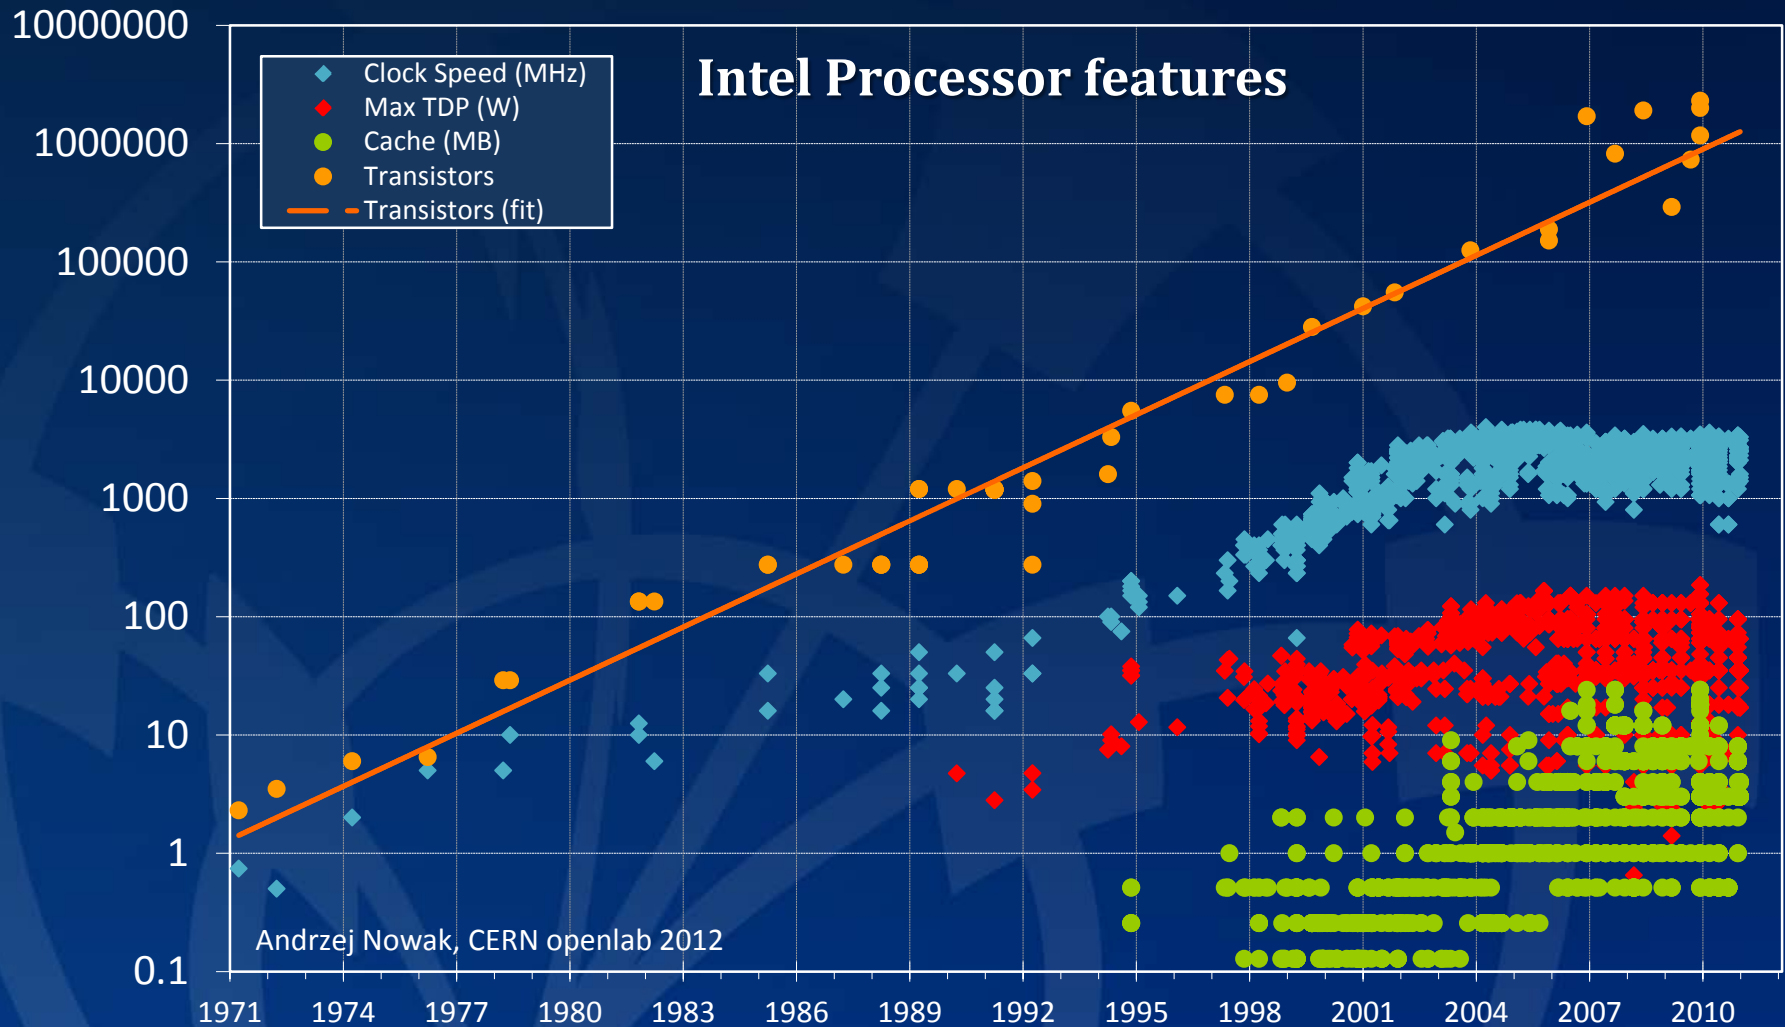 Intel Processor features
Clock Speed (MHz)
Max TDP (W)
Cache (MB)
Transistors
Transistors (fit)
10000000
1000000
100000
10000
1000
100
10
1
0.1
Andrzej Nowak, CERN openlab 2012
1971 1974 1977 1980 1983 1986 1989 1992 1995 1998 2001 2004 2007 2010